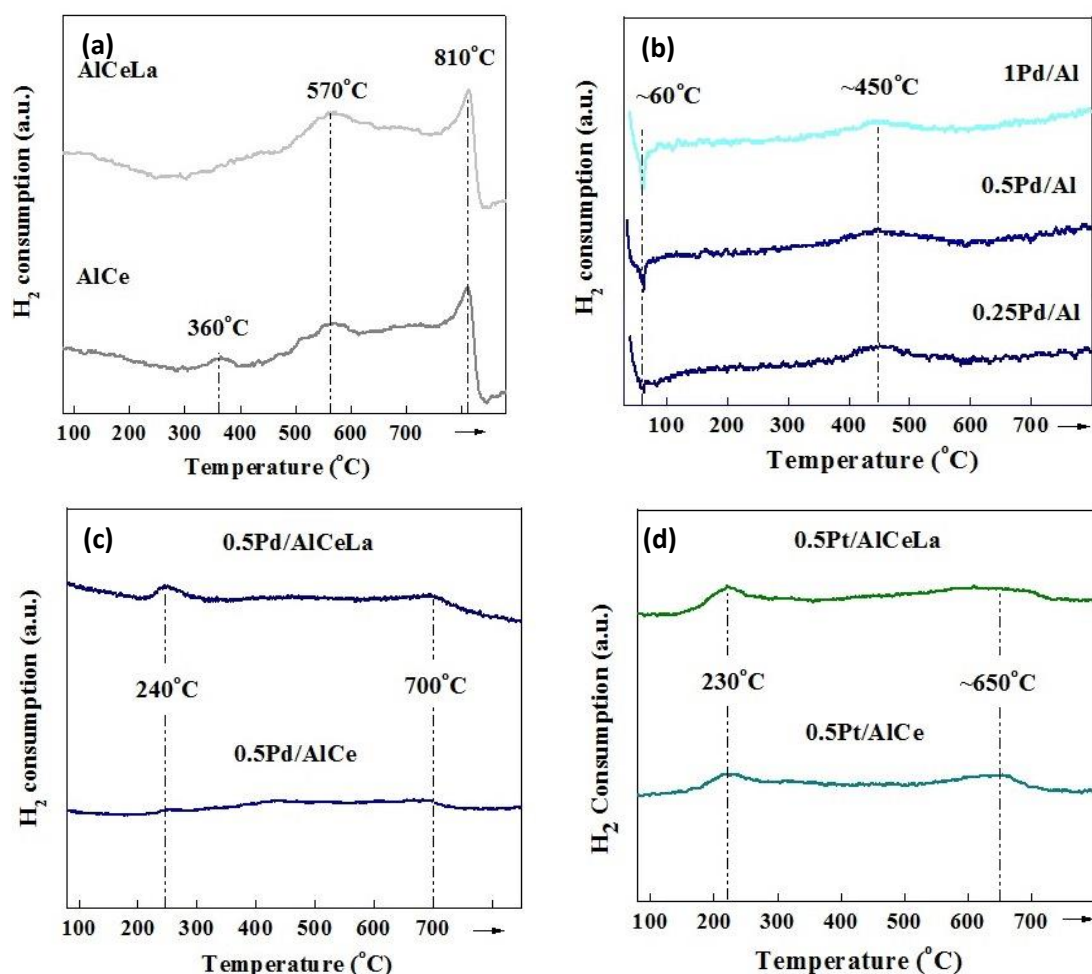 (a)
AlCeLa
570°C
810°C
AlCe
360°C
H₂ consumption (a.u.)
100 200 300 400 500 600 700
Temperature (°C)
(b)
1Pd/Al
~60°C
~450°C
0.5Pd/Al
0.25Pd/Al
H₂ consumption (a.u.)
100 200 300 400 500 600 700
Temperature (°C)
(c)
0.5Pd/AlCeLa
240°C
700°C
0.5Pd/AlCe
H₂ consumption (a.u.)
100 200 300 400 500 600 700
Temperature (°C)
(d)
0.5Pt/AlCeLa
230°C
~650°C
0.5Pt/AlCe
H₂ Consumption (a.u.)
100 200 300 400 500 600 700
Temperature (°C)